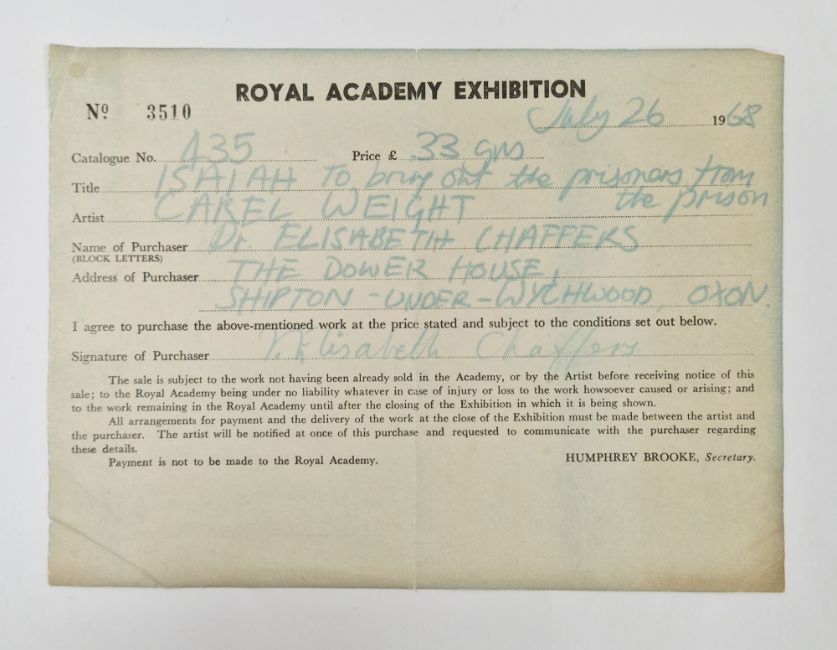 ROYAL ACADEMY EXHIBITION
Nº 3510
July 26 1968
Catalogue No. 435 Price £ 33 gns
Title ISAIAH To bring out the prisoners from
the prison
Artist CAREL WEIGHT
Name of Purchaser Dr ELISABETH CHAFFERS
(BLOCK LETTERS)
Address of Purchaser THE DOWER HOUSE,
SHIPTON-UNDER-WYCHWOOD, OXON.
I agree to purchase the above-mentioned work at the price stated and subject to the conditions set out below.
Signature of Purchaser Elisabeth Chaffers
The sale is subject to the work not having been already sold in the Academy, or by the Artist before receiving notice of this
sale; to the Royal Academy being under no liability whatever in case of injury or loss to the work howsoever caused or arising; and
to the work remaining in the Royal Academy until after the closing of the Exhibition in which it is being shown.
All arrangements for payment and the delivery of the work at the close of the Exhibition must be made between the artist and
the purchaser. The artist will be notified at once of this purchase and requested to communicate with the purchaser regarding
these details.
Payment is not to be made to the Royal Academy.
HUMPHREY BROOKE, Secretary.